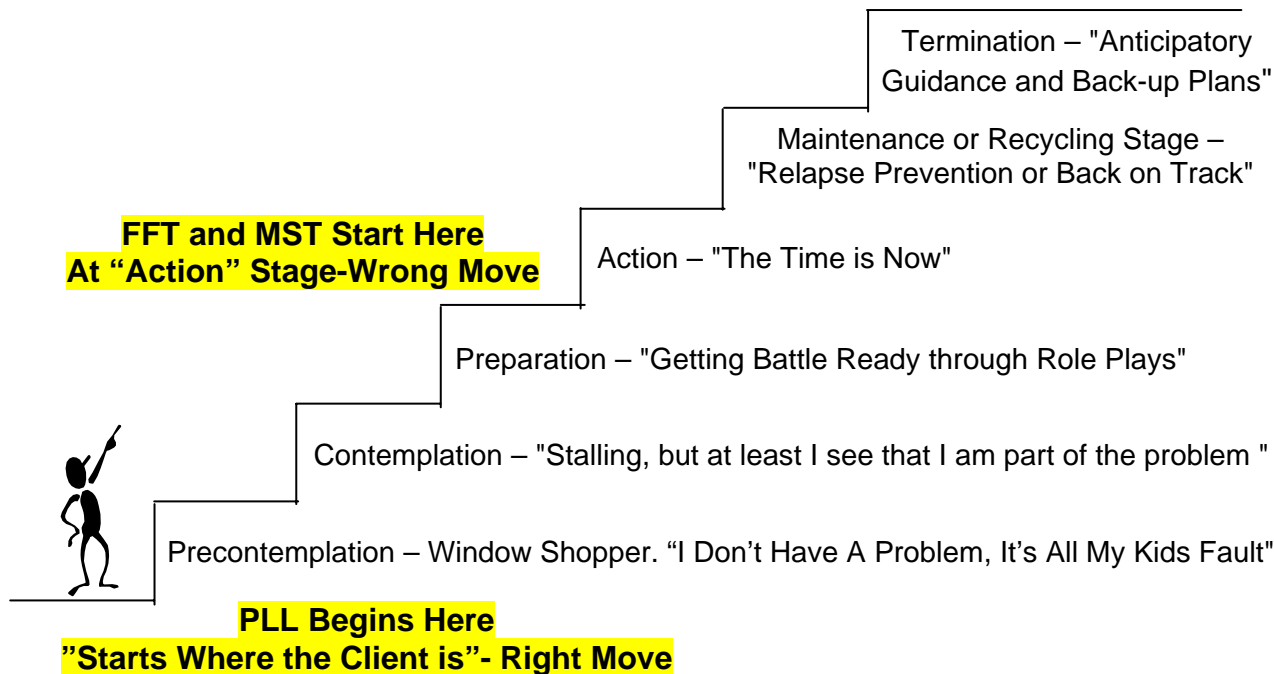 Termination – "Anticipatory
Guidance and Back-up Plans"
Maintenance or Recycling Stage –
"Relapse Prevention or Back on Track"
FFT and MST Start Here
At “Action” Stage-Wrong Move
Action – "The Time is Now"
Preparation – "Getting Battle Ready through Role Plays"
Contemplation – "Stalling, but at least I see that I am part of the problem "
Precontemplation – Window Shopper. “I Don’t Have A Problem, It’s All My Kids Fault"
PLL Begins Here
”Starts Where the Client is”- Right Move